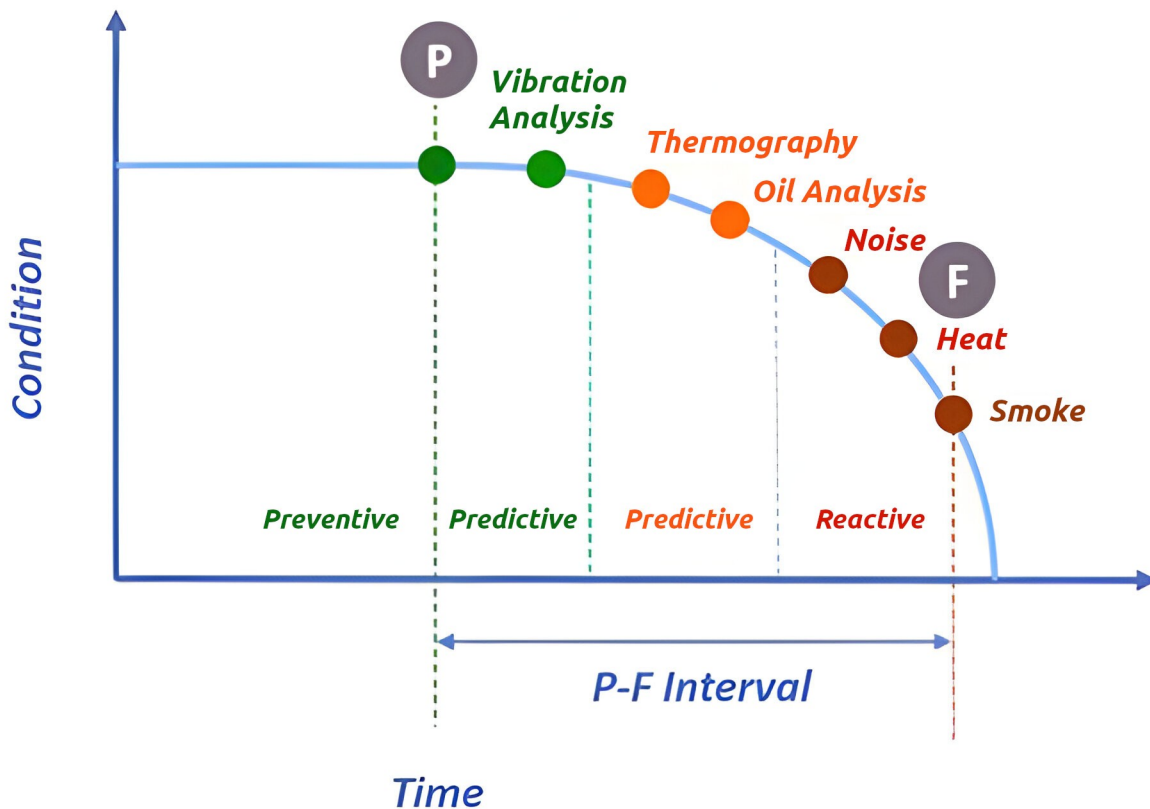 P
Vibration
Analysis
Thermography
Oil Analysis
Noise
F
Heat
Smoke
Condition
Preventive
Predictive
Predictive
Reactive
P-F Interval
Time